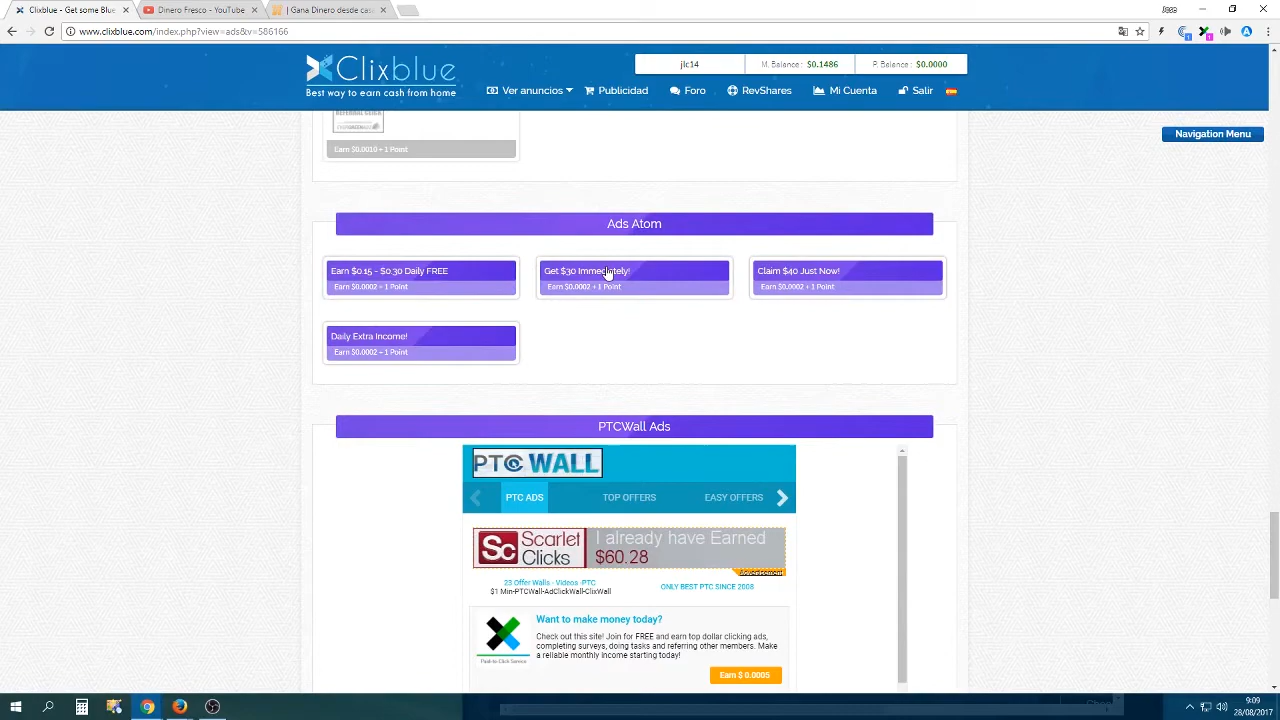 Clixblue - Get some Blue
Dinero Fresco - YouTube
| Gana Dinero desde cas
www.clixblue.com/index.php?view=ads&v=586166
Clixblue
Best way to earn cash from home
jlc14
M. Balance : $0.1486
P. Balance : $0.0000
Ver anuncios
Publicidad
Foro
RevShares
Mi Cuenta
Salir
Navigation Menu
Earn $0.0010 + 1 Point
Ads Atom
Earn $0.15 - $0.30 Daily FREE
Earn $0.0002 + 1 Point
Get $30 Immediately!
Earn $0.0002 + 1 Point
Claim $40 Just Now!
Earn $0.0002 + 1 Point
Daily Extra Income!
Earn $0.0002 + 1 Point
PTCWall Ads
PTC WALL
PTC ADS
TOP OFFERS
EASY OFFERS
Sc Scarlet Clicks
I already have Earned
$60.28
Advertisement
23 Offer Walls - Videos -PTC
$1 Min-PTCWall-AdClickWall-ClixWall
ONLY BEST PTC SINCE 2008
Want to make money today?
Check out this site! Join for FREE and earn top dollar clicking ads,
completing surveys, doing tasks and referring other members. Make
a reliable monthly income starting today!
Earn $ 0.0005
9:09
28/08/2017